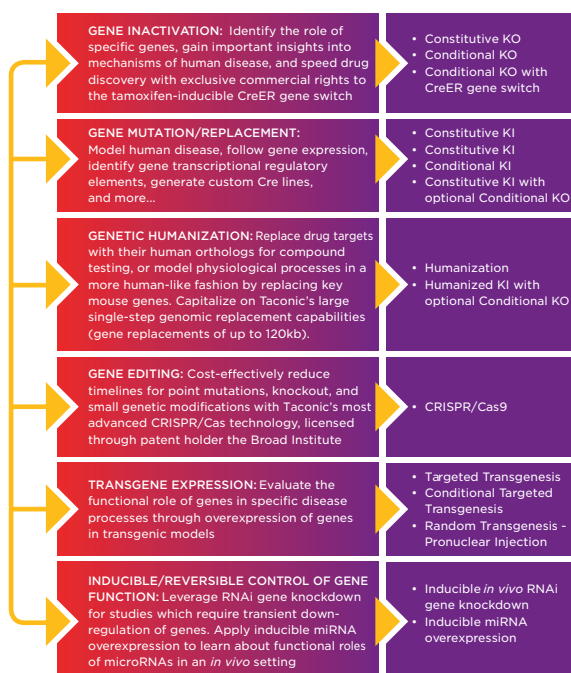 GENE INACTIVATION: Identify the role of
specific genes, gain important insights into
mechanisms of human disease, and speed drug
discovery with exclusive commercial rights to
the tamoxifen-inducible CreER gene switch
• Constitutive KO
• Conditional KO
• Conditional KO with
CreER gene switch
GENE MUTATION/REPLACEMENT:
Model human disease, follow gene expression,
identify gene transcriptional regulatory
elements, generate custom Cre lines,
and more...
• Constitutive KI
• Constitutive KI
• Conditional KI
• Constitutive KI with
optional Conditional KO
GENETIC HUMANIZATION: Replace drug targets
with their human orthologs for compound
testing, or model physiological processes in a
more human-like fashion by replacing key
mouse genes. Capitalize on Taconic's large
single-step genomic replacement capabilities
(gene replacements of up to 120kb).
• Humanization
• Humanized KI with
optional Conditional KO
GENE EDITING: Cost-effectively reduce
timelines for point mutations, knockout, and
small genetic modifications with Taconic's most
advanced CRISPR/Cas technology, licensed
through patent holder the Broad Institute
• CRISPR/Cas9
TRANSGENE EXPRESSION: Evaluate the
functional role of genes in specific disease
processes through overexpression of genes
in transgenic models
• Targeted Transgenesis
• Conditional Targeted
Transgenesis
• Random Transgenesis -
Pronuclear Injection
INDUCIBLE/REVERSIBLE CONTROL OF GENE
FUNCTION: Leverage RNAi gene knockdown
for studies which require transient down-
regulation of genes. Apply inducible miRNA
overexpression to learn about functional roles
of microRNAs in an in vivo setting
• Inducible in vivo RNAi
gene knockdown
• Inducible miRNA
overexpression